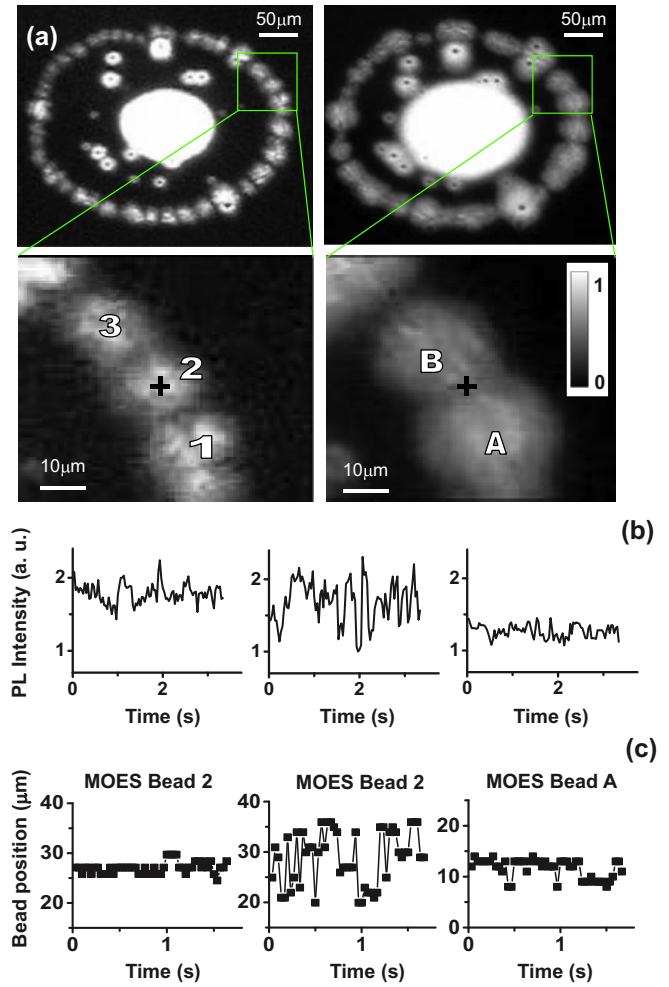 (a)
50µm
50µm
3
2
1
10µm
B
A
1
0
10µm
(b)
PL Intensity (a. u.)
2
1
0 2
Time (s)
2
1
0 2
Time (s)
2
1
0 2
Time (s)
(c)
Bead position (µm)
MOES Bead 2
40
30
20
1
Time (s)
MOES Bead 2
40
30
20
1
Time (s)
MOES Bead A
20
10
0
0 1
Time (s)